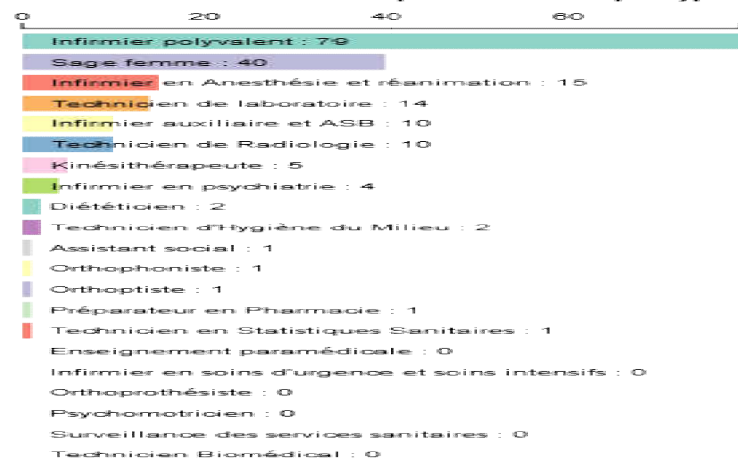 0 20 40 60
Infirmier polyvalent : 79
Sage femme : 40
Infirmier en Anesthésie et réanimation : 15
Technicien de laboratoire : 14
Infirmier auxiliaire et ASB : 10
Technicien de Radiologie : 10
Kinésithérapeute : 5
Infirmier en psychiatrie : 4
Diététicien : 2
Technicien d'Hygiène du Milieu : 2
Assistant social : 1
Orthophoniste : 1
Orthoptiste : 1
Préparateur en Pharmacie : 1
Technicien en Statistiques Sanitaires : 1
Enseignement paramédicale : 0
Infirmier en soins d'urgence et soins intensifs : 0
Orthoprothésiste : 0
Psychomotricien : 0
Surveillance des services sanitaires : 0
Technicien Biomédical : 0